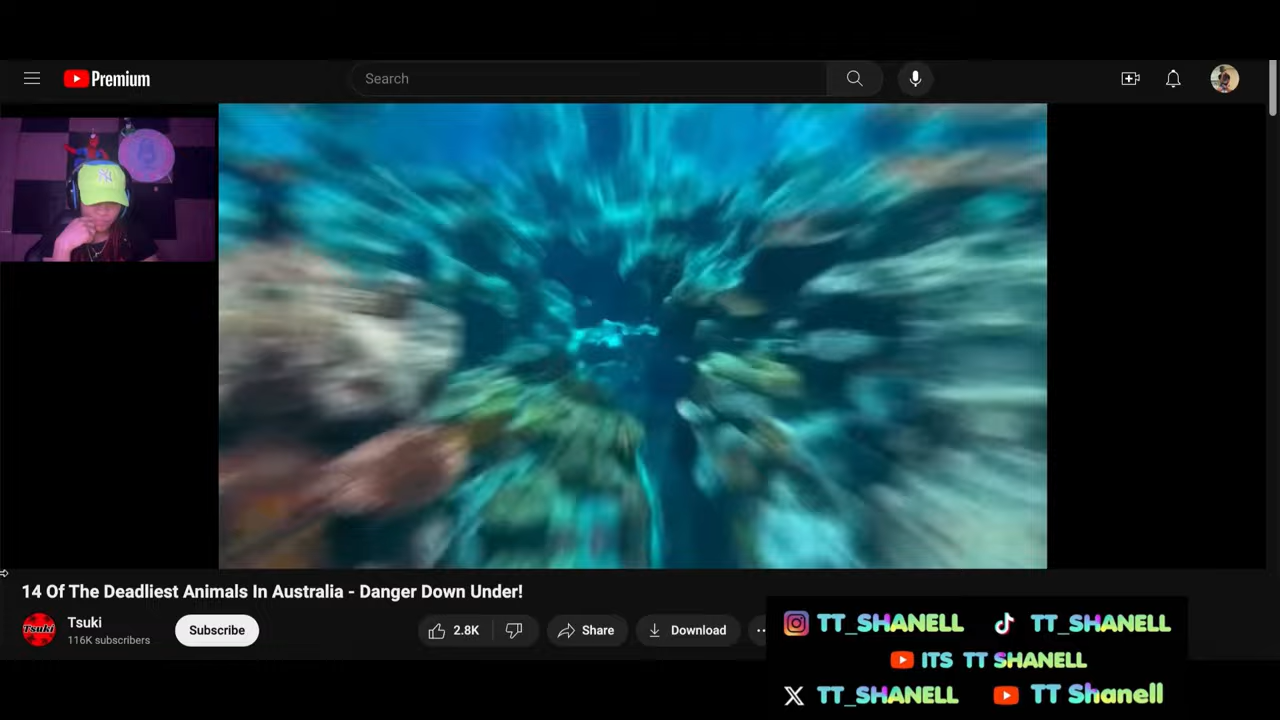 Premium
Search
14 Of The Deadliest Animals In Australia - Danger Down Under!
Tsuki
Tsuki
116K subscribers
Subscribe
2.8K
Share
Download
TT_SHANELL
TT_SHANELL
ITS TT SHANELL
TT_SHANELL
TT Shanell